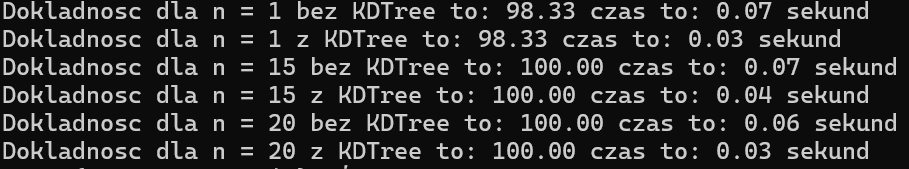 Dokladnosc dla n = 1 bez KDTree to: 98.33 czas to: 0.07 sekund
Dokladnosc dla n = 1 z KDTree to: 98.33 czas to: 0.03 sekund
Dokladnosc dla n = 15 bez KDTree to: 100.00 czas to: 0.07 sekund
Dokladnosc dla n = 15 z KDTree to: 100.00 czas to: 0.04 sekund
Dokladnosc dla n = 20 bez KDTree to: 100.00 czas to: 0.06 sekund
Dokladnosc dla n = 20 z KDTree to: 100.00 czas to: 0.03 sekund